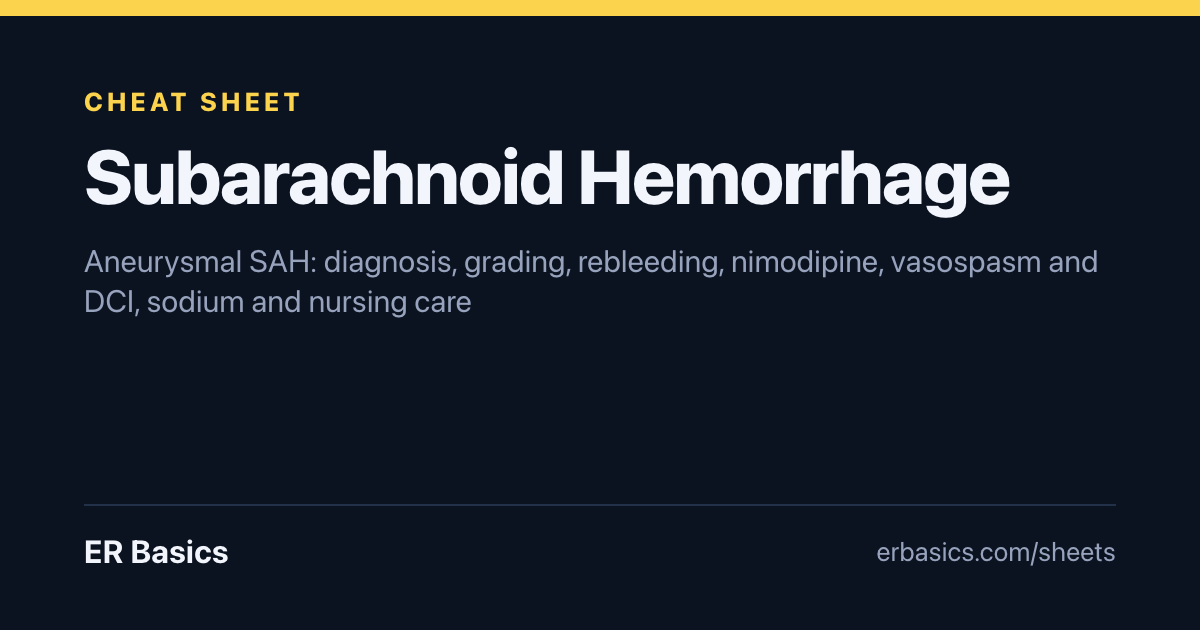 CHEAT SHEET
Subarachnoid Hemorrhage
Aneurysmal SAH: diagnosis, grading, rebleeding, nimodipine, vasospasm and
DCI, sodium and nursing care
ER Basics
erbasics.com/sheets